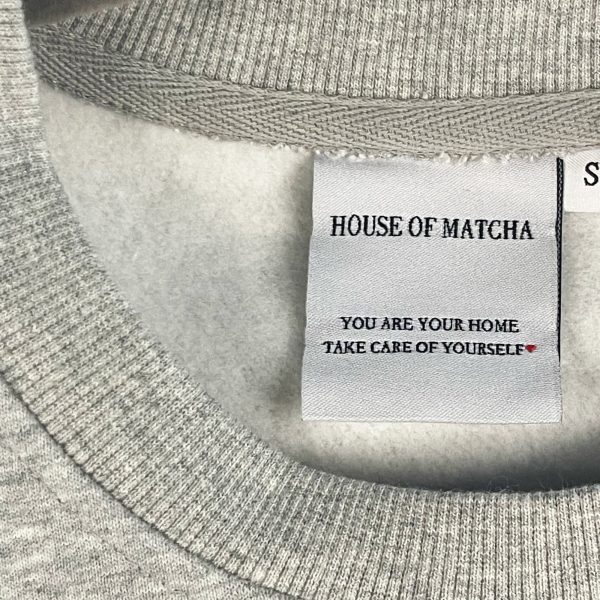 HOUSE OF MATCHA
S
YOU ARE YOUR HOME
TAKE CARE OF YOURSELF♥